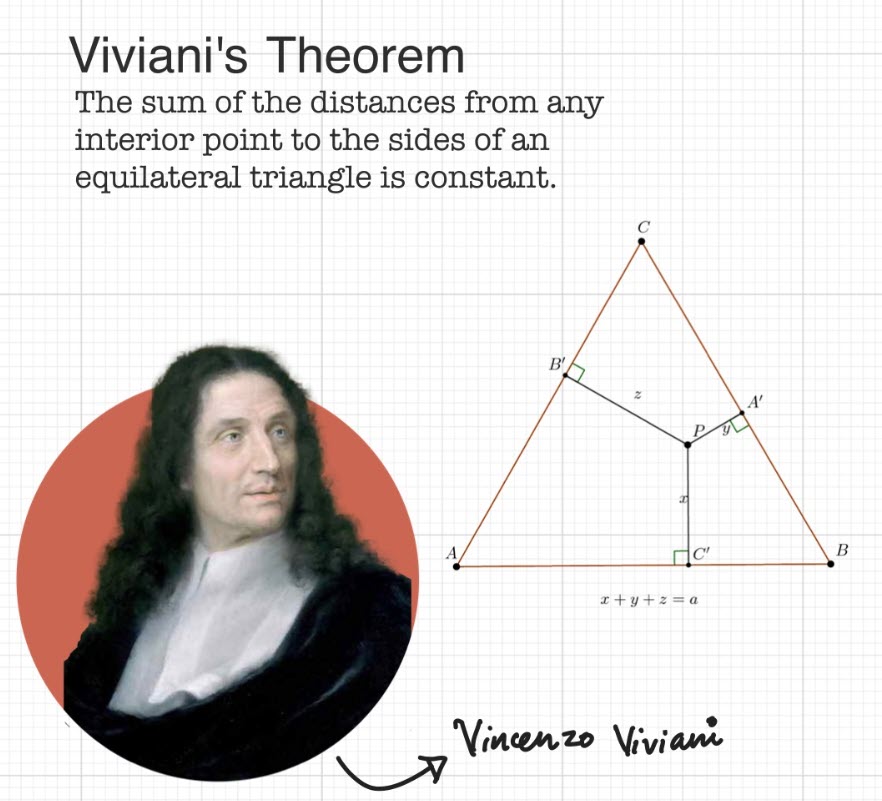 Viviani's Theorem
The sum of the distances from any
interior point to the sides of an
equilateral triangle is constant.
C
B′
z
A′
P
y
x
A
C′
B
x + y + z = a
Vincenzo Viviani